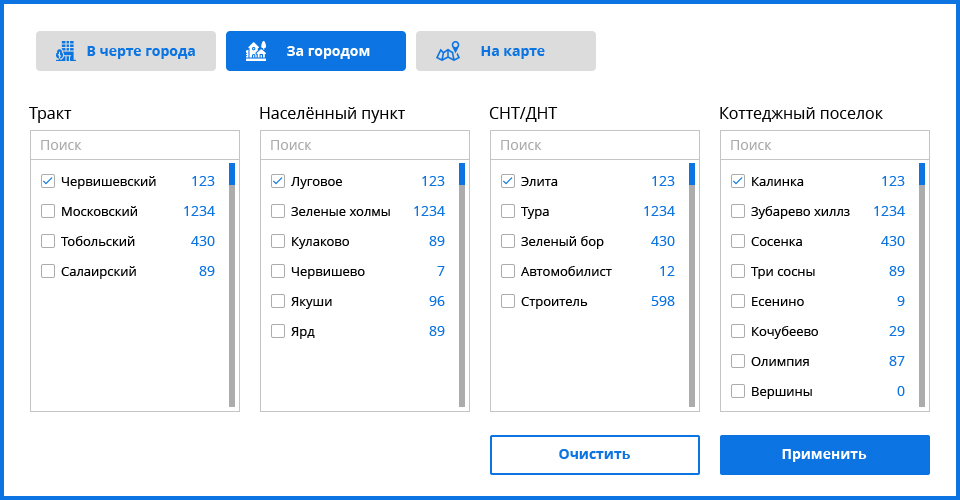 В черте города
За городом
На карте
Тракт
Поиск
Червишевский 123
Московский 1234
Тобольский 430
Салаирский 89
Населённый пункт
Поиск
Луговое 123
Зеленые холмы 1234
Кулаково 89
Червишево 7
Якуши 96
Ярд 89
СНТ/ДНТ
Поиск
Элита 123
Тура 1234
Зеленый бор 430
Автомобилист 12
Строитель 598
Коттеджный поселок
Поиск
Калинка 123
Зубарево хиллз 1234
Сосенка 430
Три сосны 89
Есенино 9
Кочубеево 29
Олимпия 87
Вершины 0
Очистить
Применить